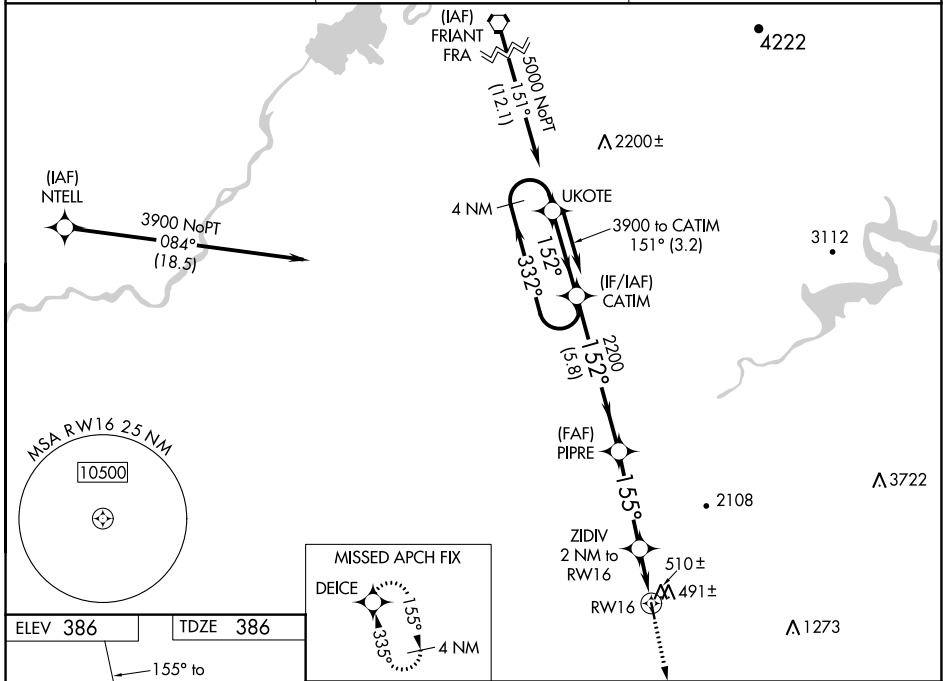 (IAF)
FRIANT
FRA
5000 NoPT
151°
(12.1)
4222
2200±
(IAF)
NTELL
3900 NoPT
084°
(18.5)
4 NM
UKOTE
3900 to CATIM
151° (3.2)
152°
332°
3112
(IF/IAF)
CATIM
2200
152°
(5.8)
MSA RW16 25 NM
10500
(FAF)
PIPRE
155°
3722
2108
ZIDIV
2 NM to
RW16
510±
491±
RW16
1273
MISSED APCH FIX
DEICE
155°
335°
4 NM
ELEV 386
TDZE 386
155° to